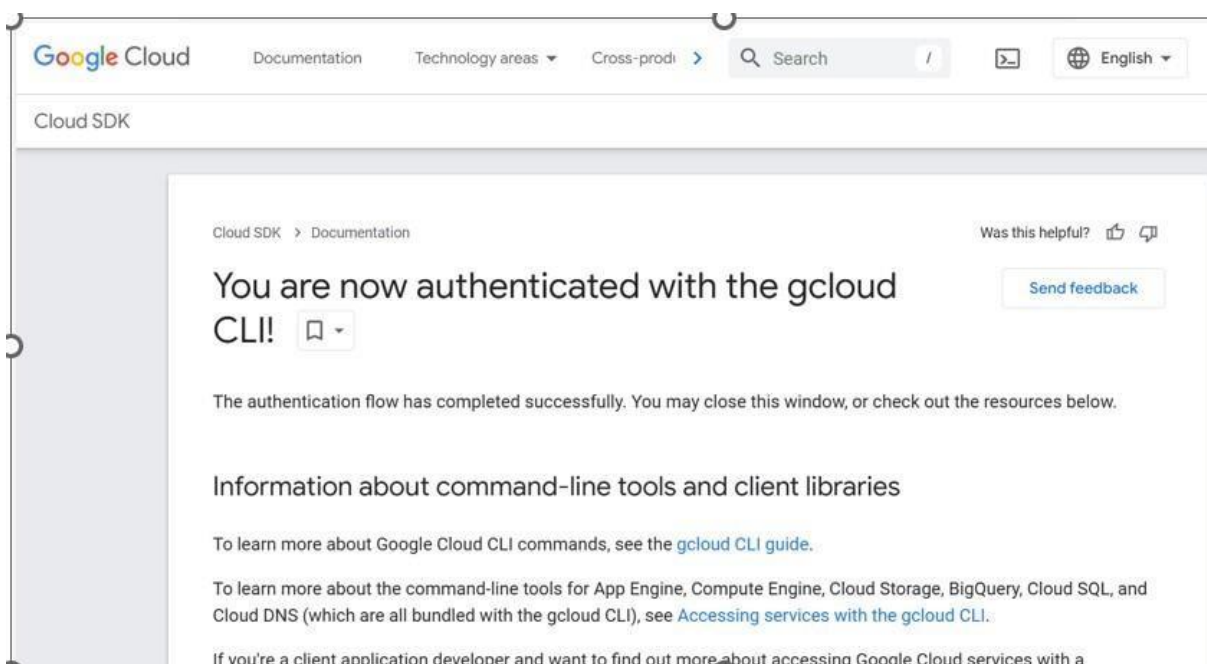 Google Cloud Documentation Technology areas Cross-prod Search / English
Cloud SDK
Cloud SDK > Documentation Was this helpful?
You are now authenticated with the gcloud
CLI!
Send feedback
The authentication flow has completed successfully. You may close this window, or check out the resources below.
Information about command-line tools and client libraries
To learn more about Google Cloud CLI commands, see the gcloud CLI guide.
To learn more about the command-line tools for App Engine, Compute Engine, Cloud Storage, BigQuery, Cloud SQL, and
Cloud DNS (which are all bundled with the gcloud CLI), see Accessing services with the gcloud CLI.
If you're a client application developer and want to find out more about accessing Google Cloud services with a